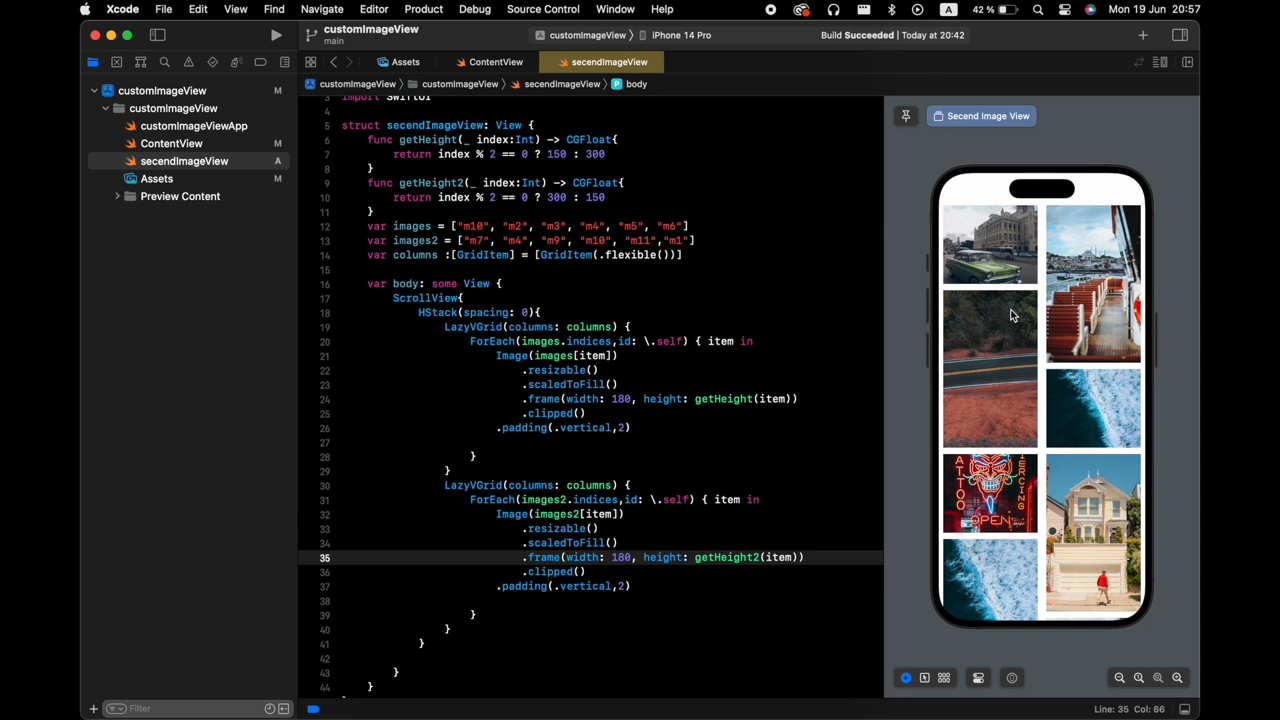 Xcode File Edit View Find Navigate Editor Product Debug Source Control Window Help A 42 % Mon 19 Jun 20:57
customImageView
main
customImageView 〉 iPhone 14 Pro
Build Succeeded | Today at 20:42
Assets ContentView secendImageView
customImageView 〉 customImageView 〉 secendImageView 〉 P body
customImageView M
customImageView
customImageViewApp
ContentView M
secendImageView A
Assets M
Preview Content
3 import SwiftUI
4
5 struct secendImageView: View {
6 func getHeight(_ index:Int) -> CGFloat{
7 return index % 2 == 0 ? 150 : 300
8 }
9 func getHeight2(_ index:Int) -> CGFloat{
10 return index % 2 == 0 ? 300 : 150
11 }
12 var images = ["m10", "m2", "m3", "m4", "m5", "m6"]
13 var images2 = ["m7", "m4", "m9", "m10", "m11","m1"]
14 var columns :[GridItem] = [GridItem(.flexible())]
15
16 var body: some View {
17 ScrollView{
18 HStack(spacing: 0){
19 LazyVGrid(columns: columns) {
20 ForEach(images.indices,id: \.self) { item in
21 Image(images[item])
22 .resizable()
23 .scaledToFill()
24 .frame(width: 180, height: getHeight(item))
25 .clipped()
26 .padding(.vertical,2)
27
28 }
29 }
30 LazyVGrid(columns: columns) {
31 ForEach(images2.indices,id: \.self) { item in
32 Image(images2[item])
33 .resizable()
34 .scaledToFill()
35 .frame(width: 180, height: getHeight2(item))
36 .clipped()
37 .padding(.vertical,2)
38
39 }
40 }
41 }
42
43 }
44 }
Secend Image View
TATTOO
PIERCING
OPEN
Filter
Line: 35 Col: 66